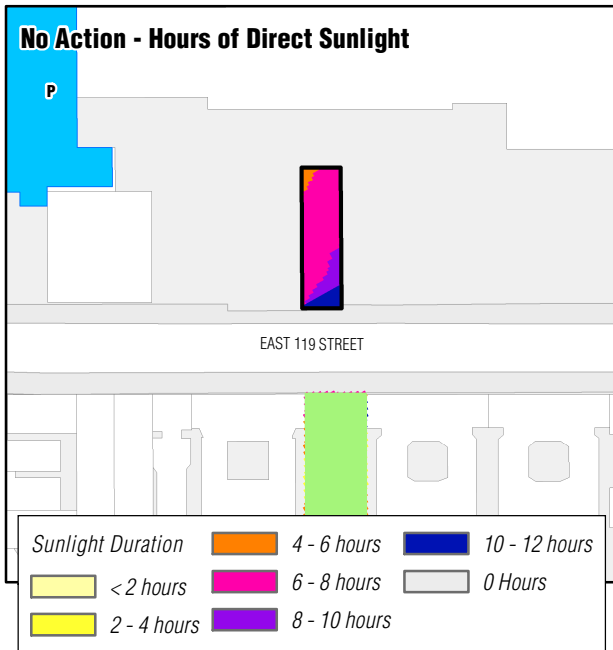 No Action - Hours of Direct Sunlight
P
EAST 119 STREET
Sunlight Duration
< 2 hours
2 - 4 hours
4 - 6 hours
6 - 8 hours
8 - 10 hours
10 - 12 hours
0 Hours